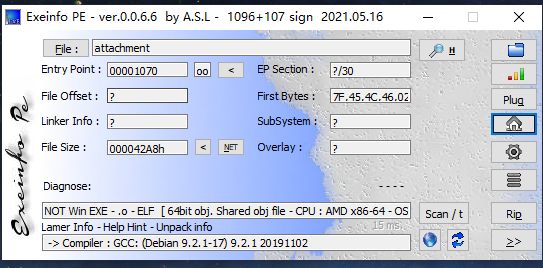 Exeinfo PE - ver.0.0.6.6 by A.S.L - 1096+107 sign 2021.05.16
File : attachment H
Entry Point : 00001070 oo < EP Section : ?/30
File Offset : ? First Bytes : 7F.45.4C.46.02 Plug
Linker Info : ? SubSystem : ?
File Size : 000042A8h < NET Overlay : ?
Diagnose: - - - -
NOT Win EXE - .o - ELF [ 64bit obj. Shared obj file - CPU : AMD x86-64 - OS Scan / t Rip
Lamer Info - Help Hint - Unpack info 15 ms.
-> Compiler : GCC: (Debian 9.2.1-17) 9.2.1 20191102 >>
Exeinfo Pe